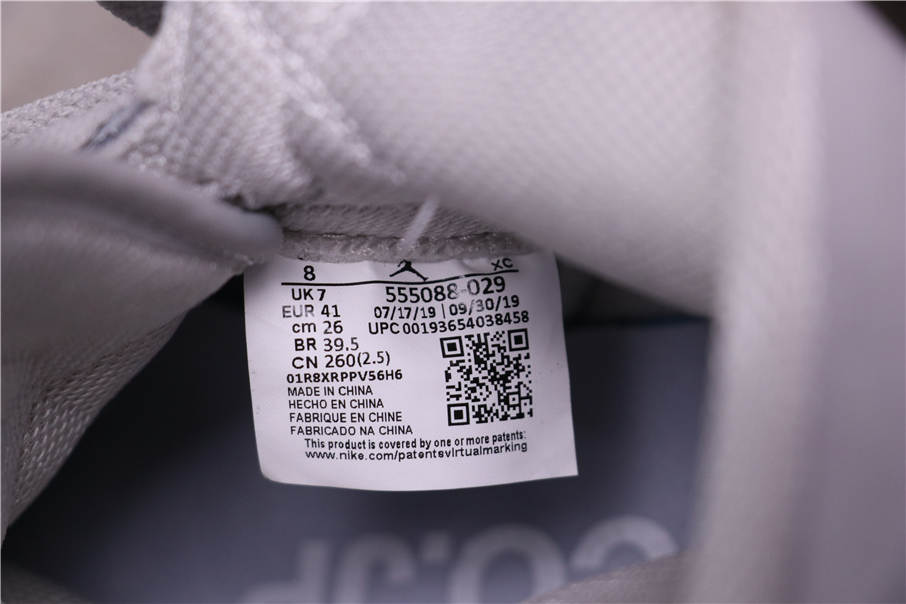 8 XC
UK 7 555088-029
EUR 41 07/17/19 | 09/30/19
cm 26 UPC 00193654038458
BR 39.5
CN 260(2.5)
01R8XRPPV56H6
MADE IN CHINA
HECHO EN CHINA
FABRIQUE EN CHINE
FABRICADO NA CHINA
This product is covered by one or more patents:
www.nike.com/patentsvirtualmarking
CO.JP